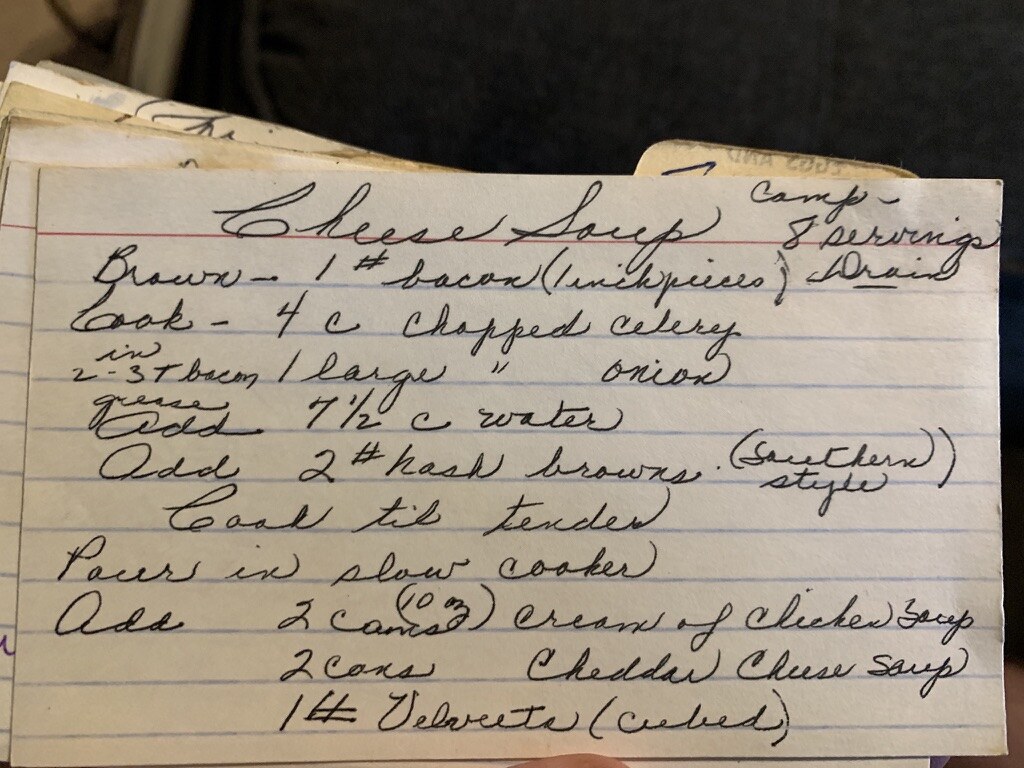 Cheese Soup camp-
8 servings
Brown - 1 # bacon (1 inch pieces) - Drain
Cook - 4 c chopped celery
in
2-3 T bacon 1 large " onion
grease
Add 7 1/2 c water
Add 2 # hash browns. (Southern style)
Cook til tender
Pour in slow cooker
Add 2 cans (10 oz) cream of chicken soup
2 cans Cheddar Cheese soup
1 # Velveeta (cubed)